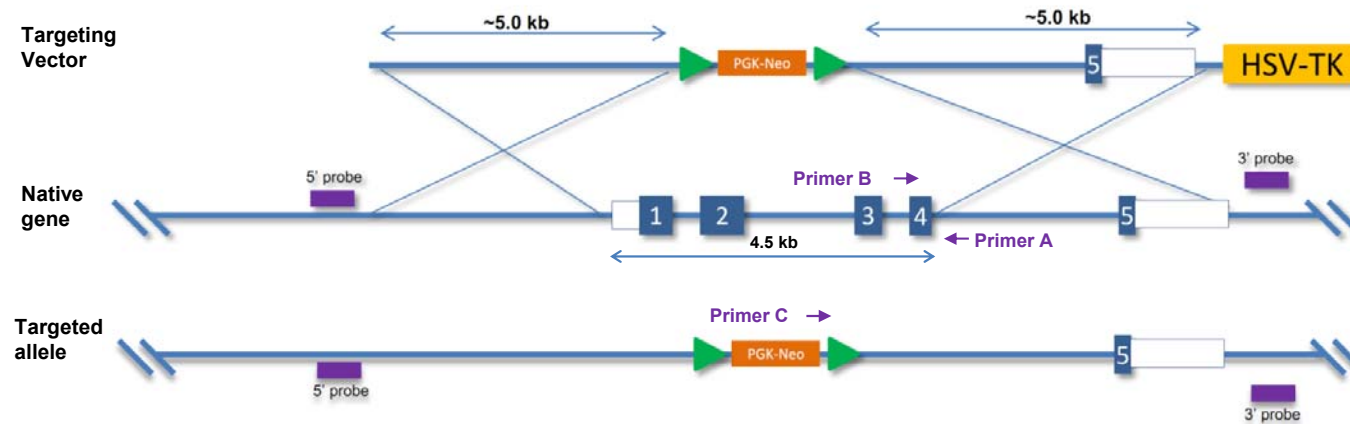 ~5.0 kb
~5.0 kb
Targeting
Vector
PGK-Neo
5
HSV-TK
5' probe
Primer B
3' probe
Native
gene
1
2
3
4
5
4.5 kb
Primer A
Targeted
allele
Primer C
PGK-Neo
5
5' probe
3' probe